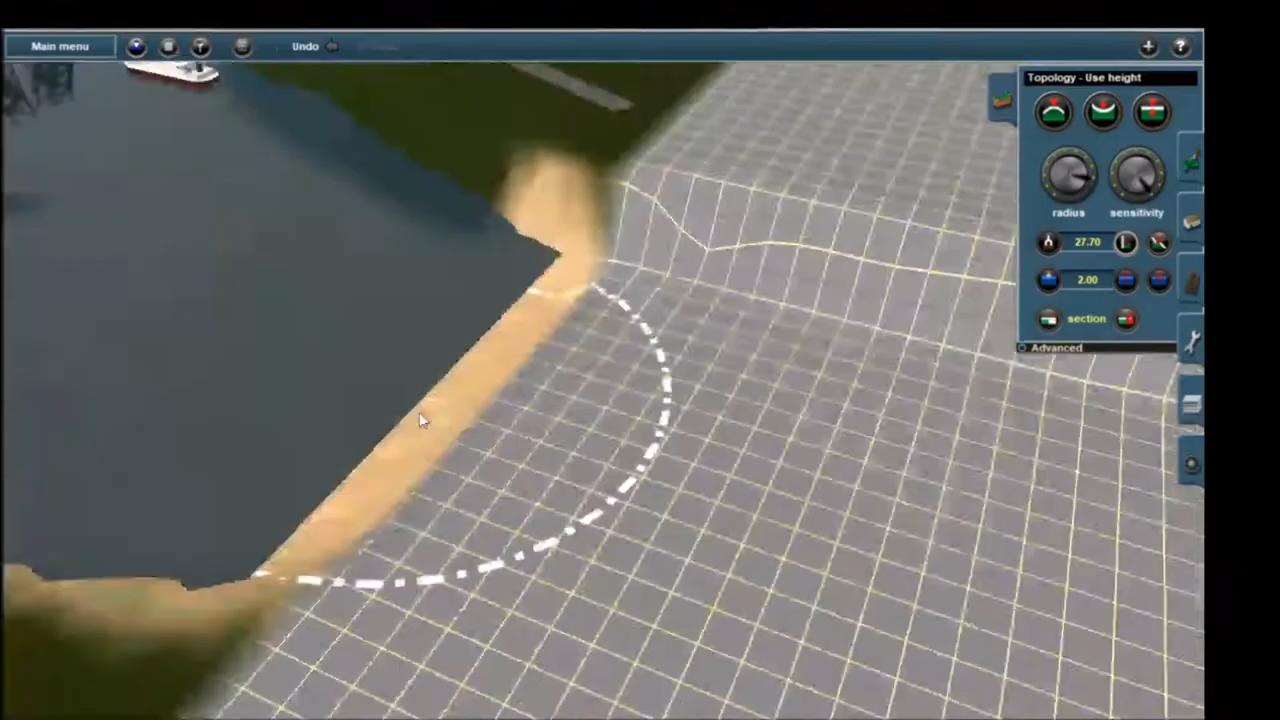 Main menu
Undo
Topology - Use height
radius
sensitivity
27.70
2.00
section
Advanced